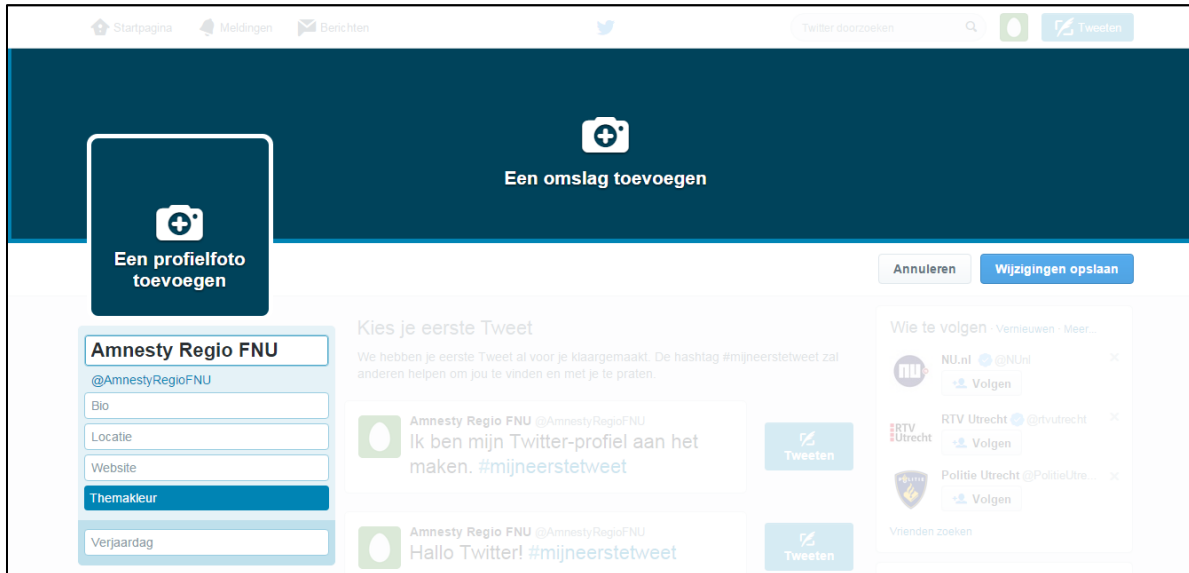 Startpagina Meldingen Berichten Twitter doorzoeken Tweeten
Een omslag toevoegen
Een profielfoto
toevoegen
Annuleren Wijzigingen opslaan
Amnesty Regio FNU
@AmnestyRegioFNU
Bio
Locatie
Website
Themakleur
Verjaardag
Kies je eerste Tweet
We hebben je eerste Tweet al voor je klaargemaakt. De hashtag #mijneerstetweet zal
anderen helpen om jou te vinden en met je te praten.
Amnesty Regio FNU @AmnestyRegioFNU
Ik ben mijn Twitter-profiel aan het
maken. #mijneerstetweet
Tweeten
Amnesty Regio FNU @AmnestyRegioFNU
Hallo Twitter! #mijneerstetweet
Tweeten
Wie te volgen · Vernieuwen · Meer...
nu
NU.nl @NUnl
Volgen
RTV
Utrecht
RTV Utrecht @rtvutrecht
Volgen
POLITIE
Politie Utrecht @PolitieUtre...
Volgen
Vrienden zoeken